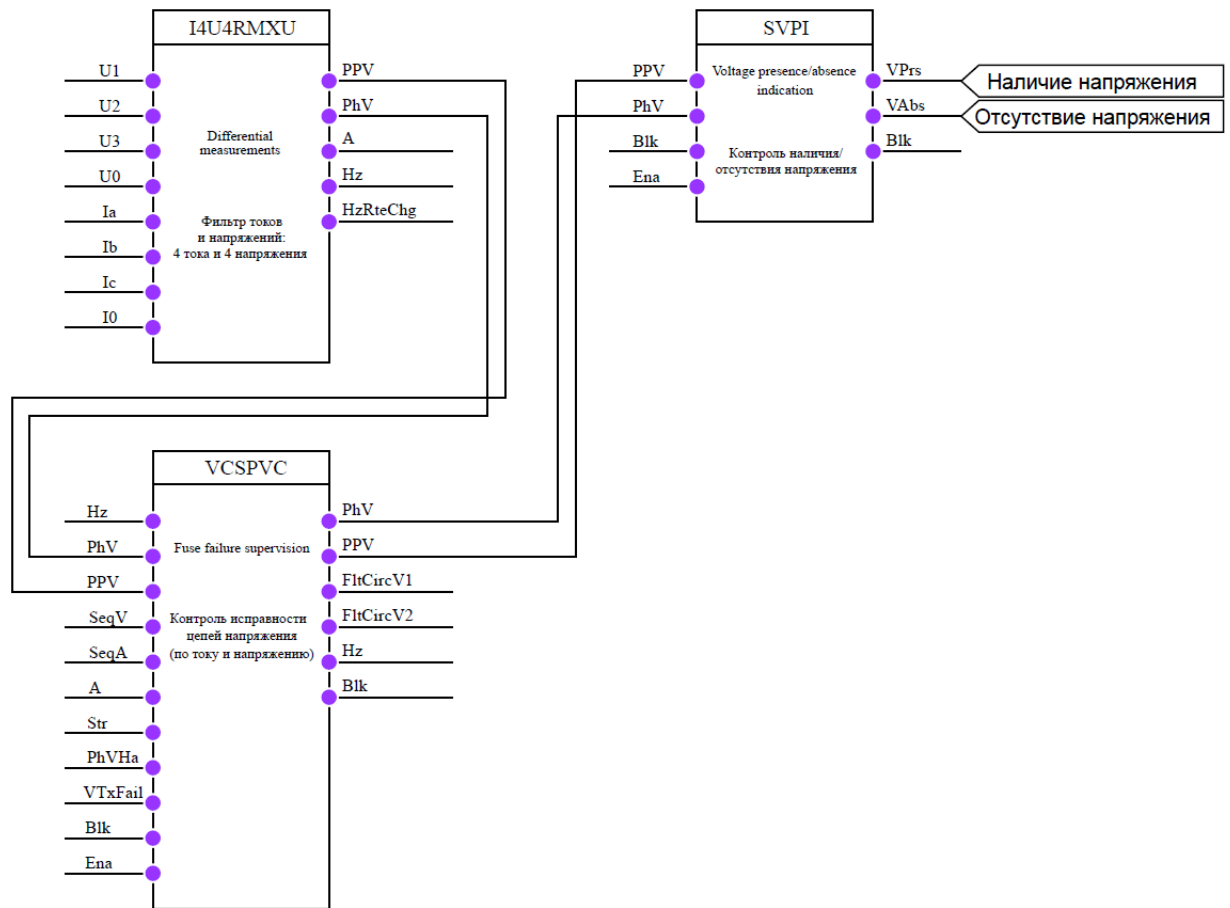 I4U4RMXU
U1
U2
U3
U0
Ia
Ib
Ic
I0
Differential
measurements
Фильтр токов
и напряжений:
4 тока и 4 напряжения
PPV
PhV
A
Hz
HzRteChg
SVPI
PPV
PhV
Blk
Ena
Voltage presence/absence
indication
Контроль наличия/
отсутствия напряжения
VPrs
VAbs
Blk
Наличие напряжения
Отсутствие напряжения
VCSPVC
Hz
PhV
PPV
SeqV
SeqA
A
Str
PhVHa
VTxFail
Blk
Ena
Fuse failure supervision
Контроль исправности
цепей напряжения
(по току и напряжению)
PhV
PPV
FltCircV1
FltCircV2
Hz
Blk